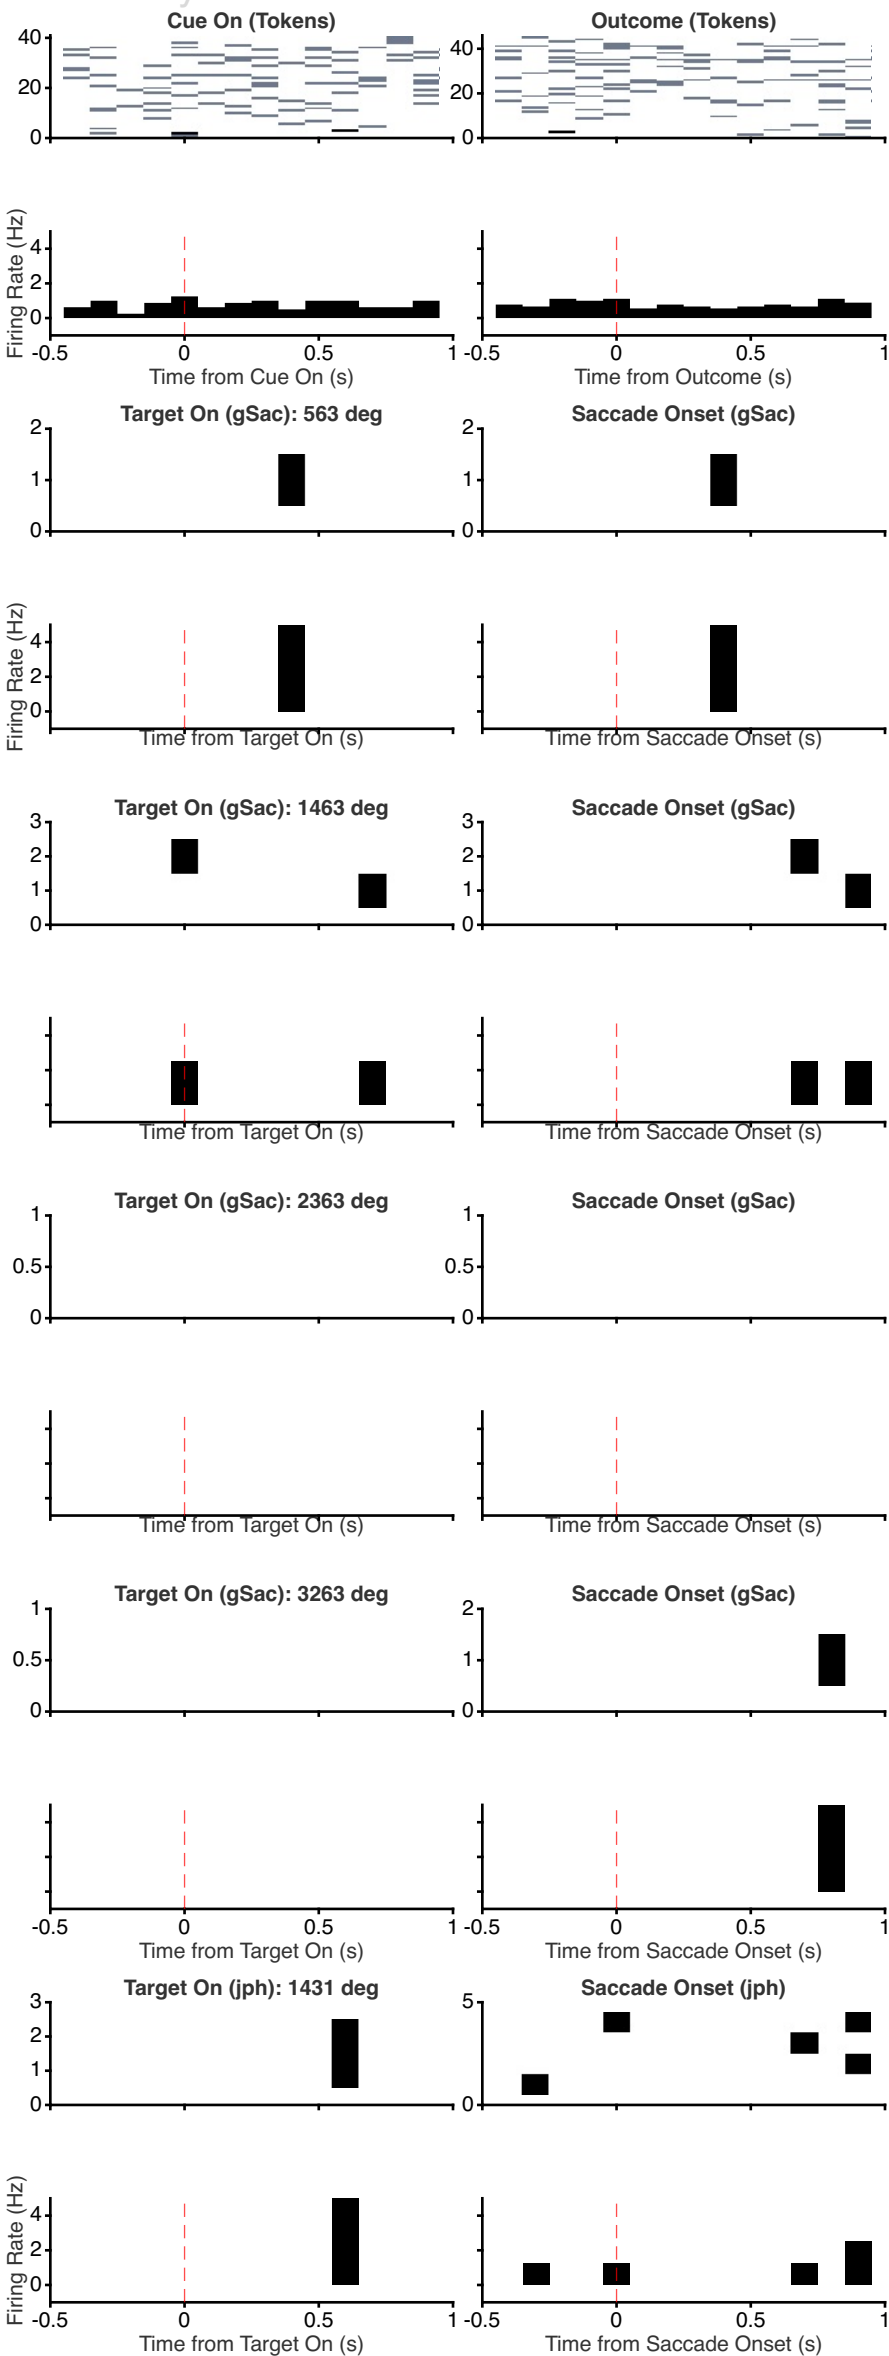 Cue On (Tokens) Outcome (Tokens)
40 40
20 20
0 0
Firing Rate (Hz)
4
2
0
-0.5 0 0.5 1 -0.5 0 0.5 1
Time from Cue On (s) Time from Outcome (s)
Target On (gSac): 563 deg Saccade Onset (gSac)
2 2
1 1
0 0
Firing Rate (Hz)
4
2
0
Time from Target On (s) Time from Saccade Onset (s)
Target On (gSac): 1463 deg Saccade Onset (gSac)
3 3
2 2
1 1
0 0
Time from Target On (s) Time from Saccade Onset (s)
Target On (gSac): 2363 deg Saccade Onset (gSac)
1 1
0.5 0.5
0 0
Time from Target On (s) Time from Saccade Onset (s)
Target On (gSac): 3263 deg Saccade Onset (gSac)
1 2
0.5 1
0 0
-0.5 0 0.5 1 -0.5 0 0.5 1
Time from Target On (s) Time from Saccade Onset (s)
Target On (jph): 1431 deg Saccade Onset (jph)
3 5
2
1
0 0
Firing Rate (Hz)
4
2
0
-0.5 0 0.5 1 -0.5 0 0.5 1
Time from Target On (s) Time from Saccade Onset (s)